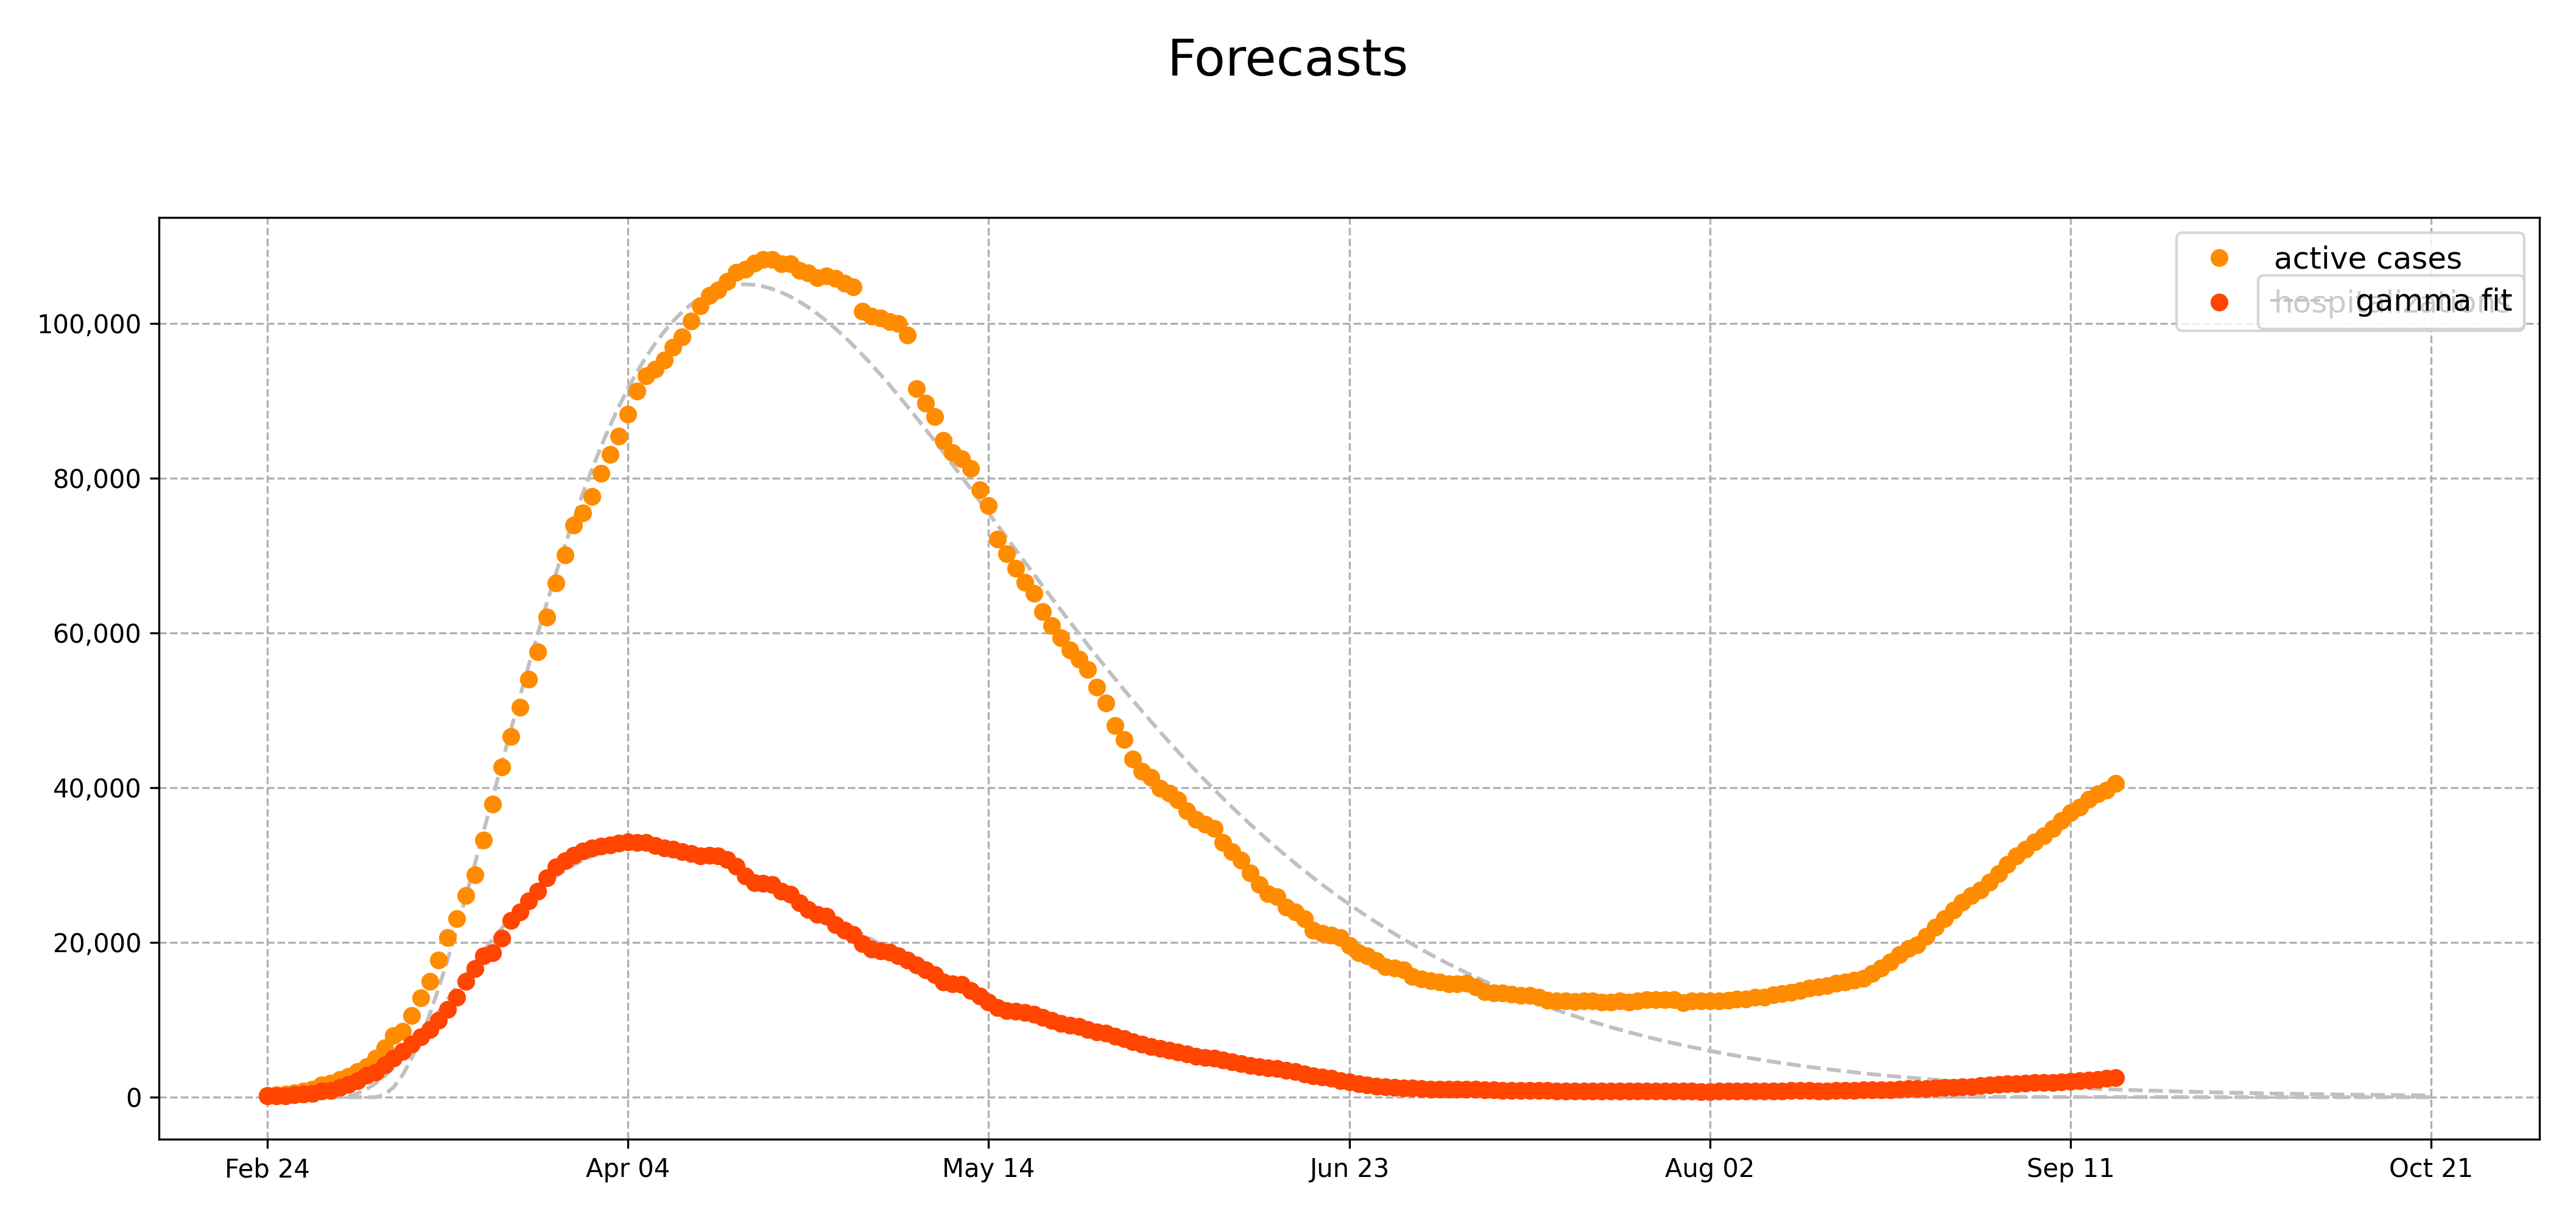 Forecasts
active cases
hospitalizations
gamma fit
100,000
80,000
60,000
40,000
20,000
0
Feb 24
Apr 04
May 14
Jun 23
Aug 02
Sep 11
Oct 21